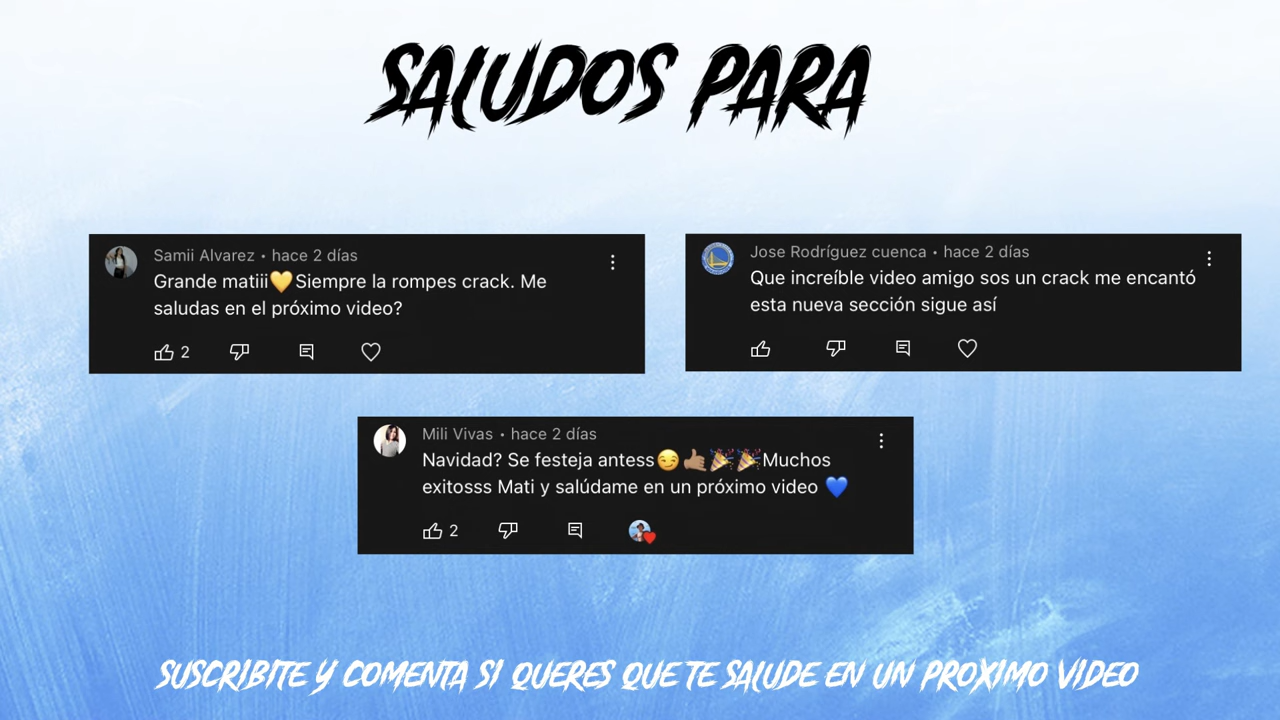 SALUDOS PARA
Samii Alvarez • hace 2 días
Grande matiii💛Siempre la rompes crack. Me
saludas en el próximo video?
2
Jose Rodríguez cuenca • hace 2 días
Que increíble video amigo sos un crack me encantó
esta nueva sección sigue así
Mili Vivas • hace 2 días
Navidad? Se festeja antess😏🤙🏽🎉🎉Muchos
exitosss Mati y salúdame en un próximo video 💙
2
SUSCRIBITE Y COMENTA SI QUERES QUE TE SALUDE EN UN PROXIMO VIDEO